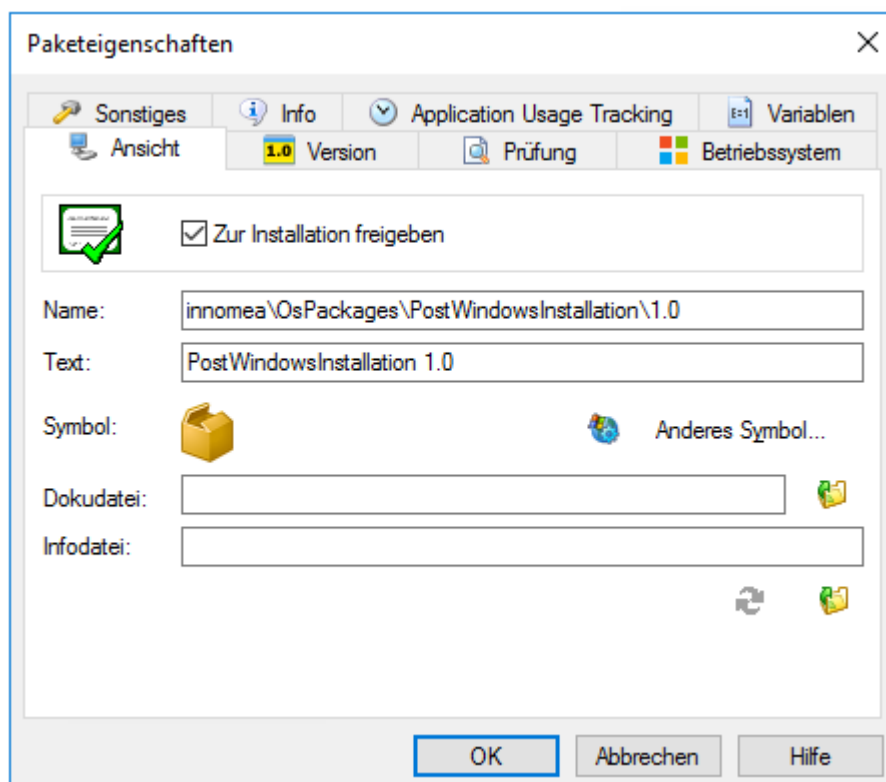 Paketeigenschaften
Sonstiges Info Application Usage Tracking E=1 Variablen
Ansicht 1.0 Version Prüfung Betriebssystem
Zur Installation freigeben
Name: innomea\OsPackages\PostWindowsInstallation\1.0
Text: PostWindowsInstallation 1.0
Symbol: Anderes Symbol...
Dokudatei:
Infodatei:
OK Abbrechen Hilfe